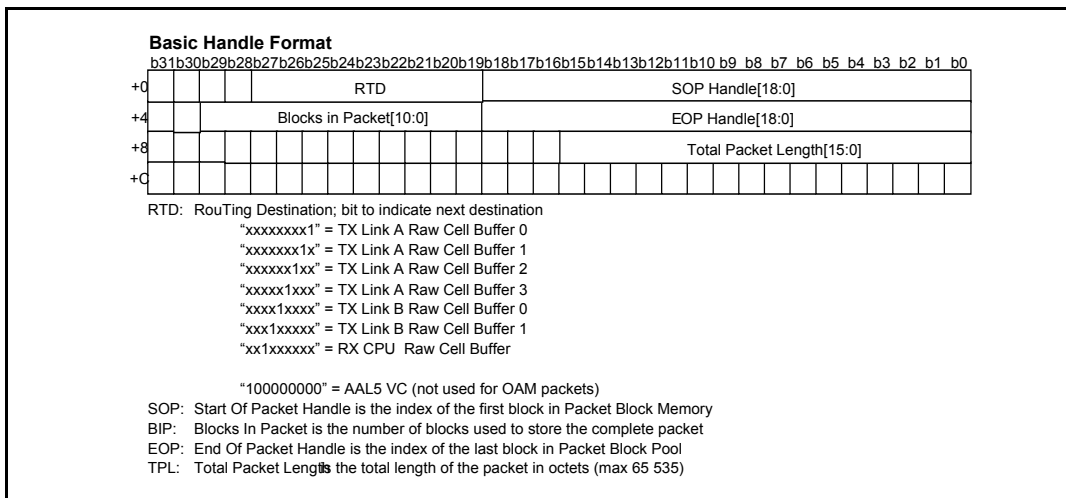 Basic Handle Format
b31b30b29b28b27b26b25b24b23b22b21b20b19b18b17b16b15b14b13b12b11b10 b9 b8 b7 b6 b5 b4 b3 b2 b1 b0
+0 RTD SOP Handle[18:0]
+4 Blocks in Packet[10:0] EOP Handle[18:0]
+8 Total Packet Length[15:0]
+C
RTD: RouTing Destination; bit to indicate next destination
“xxxxxxxx1” = TX Link A Raw Cell Buffer 0
“xxxxxxx1x” = TX Link A Raw Cell Buffer 1
“xxxxxx1xx” = TX Link A Raw Cell Buffer 2
“xxxxx1xxx” = TX Link A Raw Cell Buffer 3
“xxxx1xxxx” = TX Link B Raw Cell Buffer 0
“xxx1xxxxx” = TX Link B Raw Cell Buffer 1
“xx1xxxxxx” = RX CPU Raw Cell Buffer
“100000000” = AAL5 VC (not used for OAM packets)
SOP: Start Of Packet Handle is the index of the first block in Packet Block Memory
BIP: Blocks In Packet is the number of blocks used to store the complete packet
EOP: End Of Packet Handle is the index of the last block in Packet Block Pool
TPL: Total Packet Length is the total length of the packet in octets (max 65 535)